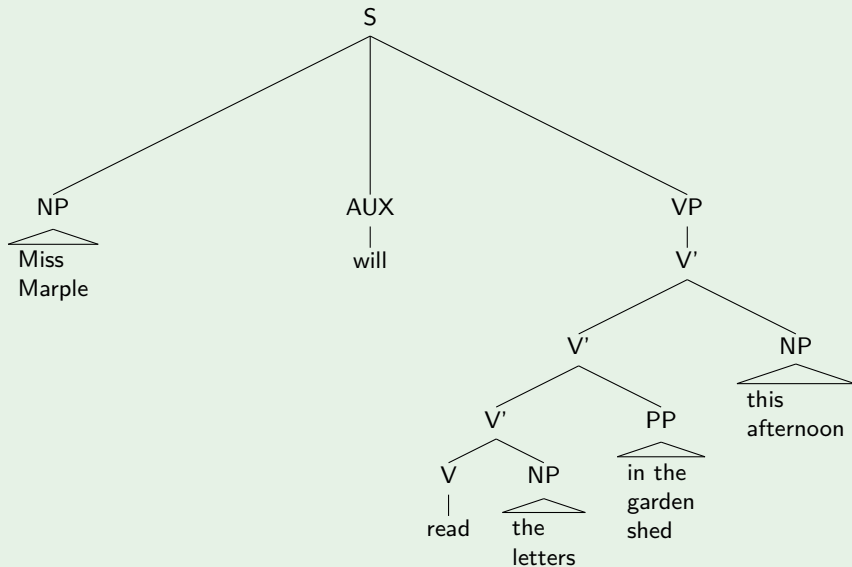 S
NP AUX VP
Miss
Marple
will
V'
V' NP
this
afternoon
V' PP
in the
garden
shed
V NP
read
the
letters